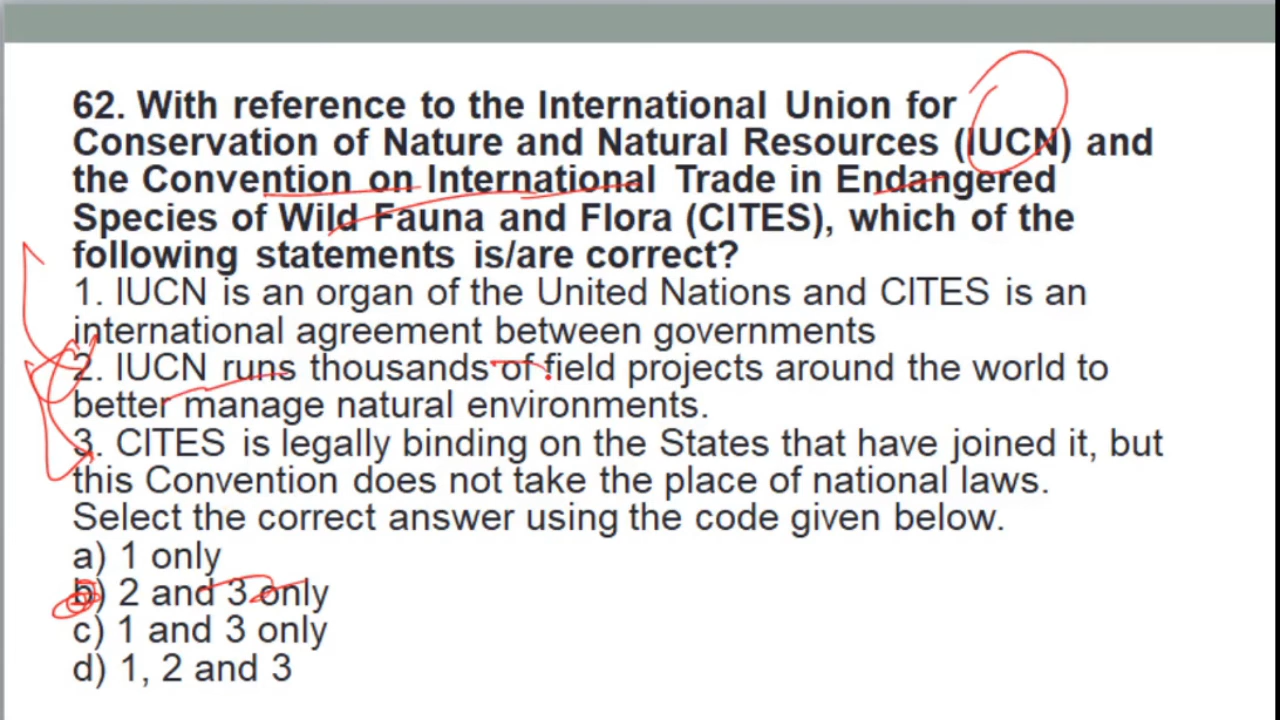 62. With reference to the International Union for
Conservation of Nature and Natural Resources (IUCN) and
the Convention on International Trade in Endangered
Species of Wild Fauna and Flora (CITES), which of the
following statements is/are correct?
1. IUCN is an organ of the United Nations and CITES is an
international agreement between governments
2. IUCN runs thousands of field projects around the world to
better manage natural environments.
3. CITES is legally binding on the States that have joined it, but
this Convention does not take the place of national laws.
Select the correct answer using the code given below.
a) 1 only
b) 2 and 3 only
c) 1 and 3 only
d) 1, 2 and 3